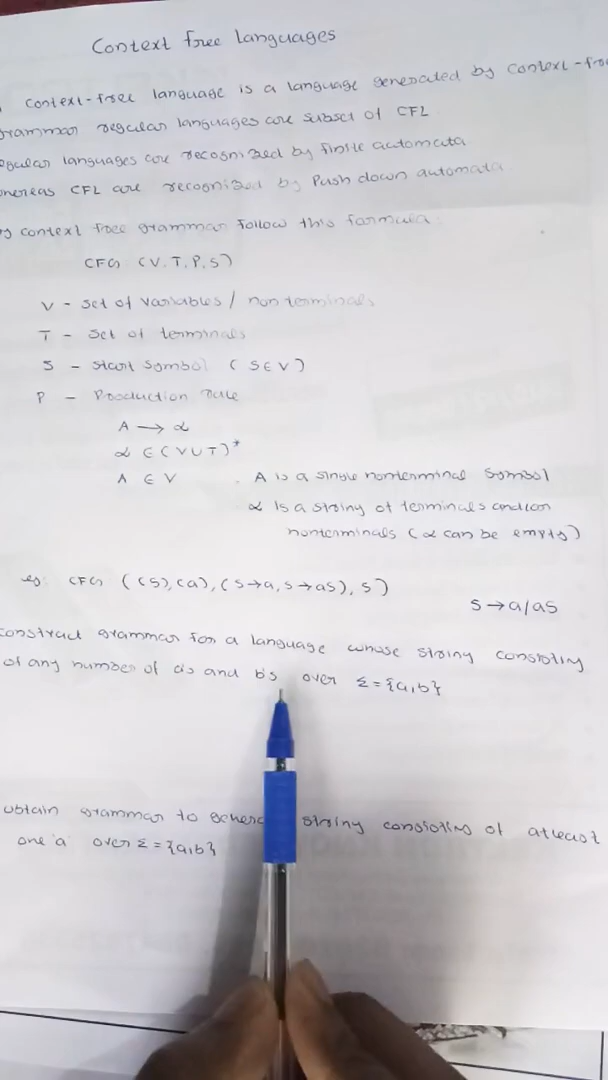 Context free Languages
Context-free language is a language generated by context-free
grammar regular languages are subset of CFL
regular languages are recognized by finite automata
whereas CFL are recognized by Push down automata
context free grammar follow this formula
CFG (V, T, P, S)
V - set of variables / non terminals
T - Set of terminals
S - start symbol (S ∈ V)
P - Production rule
A → α
α ∈ (V ∪ T)*
A ∈ V . A is a single nonterminal symbol
α is a string of terminals and/or
nonterminals (α can be empty)
eg: CFG ((S), (a), (S→a, S→aS), S)
S → a/aS
construct grammar for a language whose string consisting
of any number of a's and b's over Σ = {a,b}
obtain grammar to string consisting of atleast
one 'a' over Σ = {a,b}